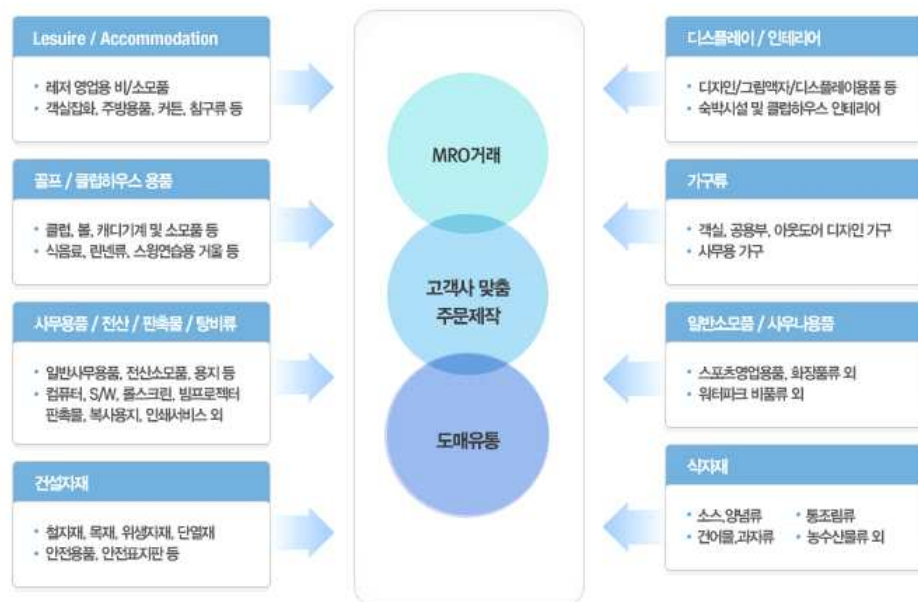 Lesuire / Accommodation
• 레저 영업용 비/소모품
• 객실잡화, 주방용품, 커튼, 침구류 등
골프 / 클럽하우스 용품
• 클럽, 볼, 캐디기계 및 소모품 등
• 식음료, 린넨류, 스윙연습용 거울 등
사무용품 / 전산 / 판촉물 / 탕비류
• 일반사무용품, 전산소모품, 용지 등
• 컴퓨터, S/W, 롤스크린, 빔프로젝터
판촉물, 복사용지, 인쇄서비스 외
건설자재
• 철자재, 목재, 위생자재, 단열재
• 안전용품, 안전표지판 등
MRO거래
고객사 맞춤
주문제작
도매유통
디스플레이 / 인테리어
• 디자인/그림액자/디스플레이용품 등
• 숙박시설 및 클럽하우스 인테리어
가구류
• 객실, 공용부, 아웃도어 디자인 가구
• 사무용 가구
일반소모품 / 사우나용품
• 스포츠영업용품, 화장품류 외
• 워터파크 비품류 외
식자재
• 소스,양념류 • 통조림류
• 건어물,과자류 • 농수산물류 외